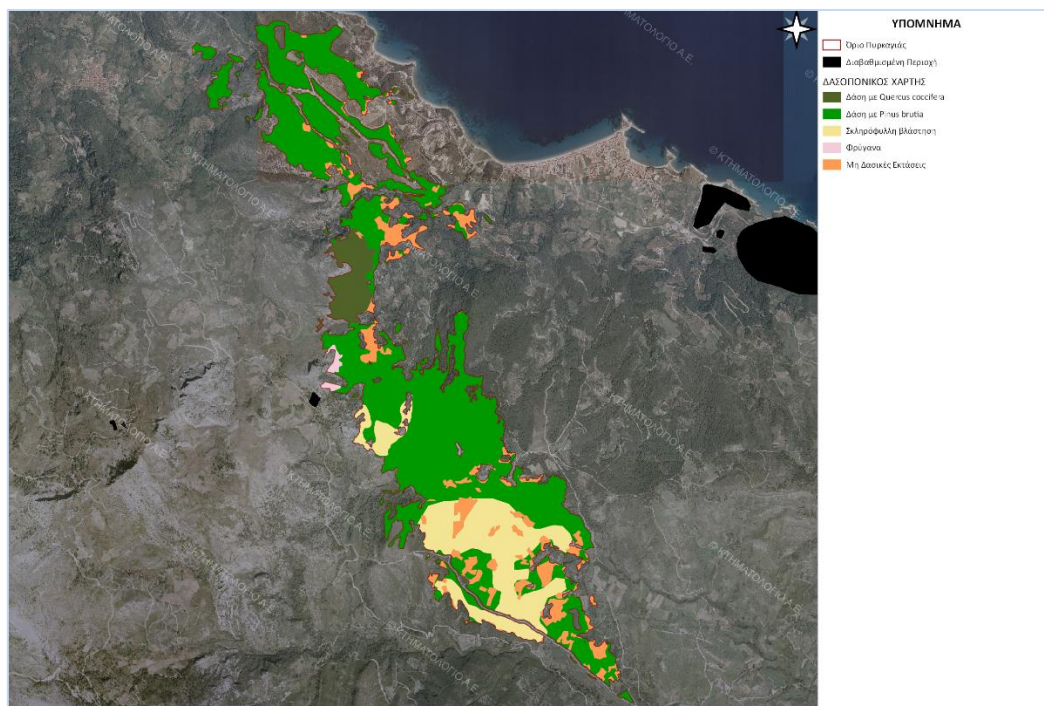 ΥΠΟΜΝΗΜΑ
Όριο Πυρκαγιάς
Διαβαθμισμένη Περιοχή
ΔΑΣΟΠΟΝΙΚΟΣ ΧΑΡΤΗΣ
Δάση με Quercus coccifera
Δάση με Pinus brutia
Σκληρόφυλλη βλάστηση
Φρύγανα
Μη Δασικές Εκτάσεις
© ΚΤΗΜΑΤΟΛΟΓΙΟ Α.Ε.